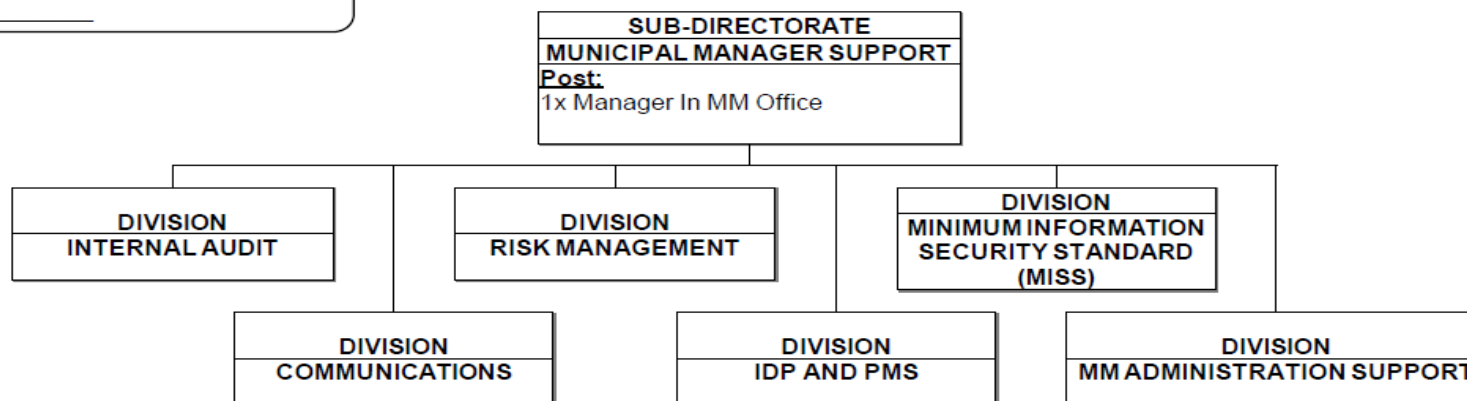 SUB-DIRECTORATE
MUNICIPAL MANAGER SUPPORT
Post:
1x Manager In MM Office
DIVISION
INTERNAL AUDIT
DIVISION
RISK MANAGEMENT
DIVISION
MINIMUM INFORMATION
SECURITY STANDARD
(MISS)
DIVISION
COMMUNICATIONS
DIVISION
IDP AND PMS
DIVISION
MM ADMINISTRATION SUPPORT